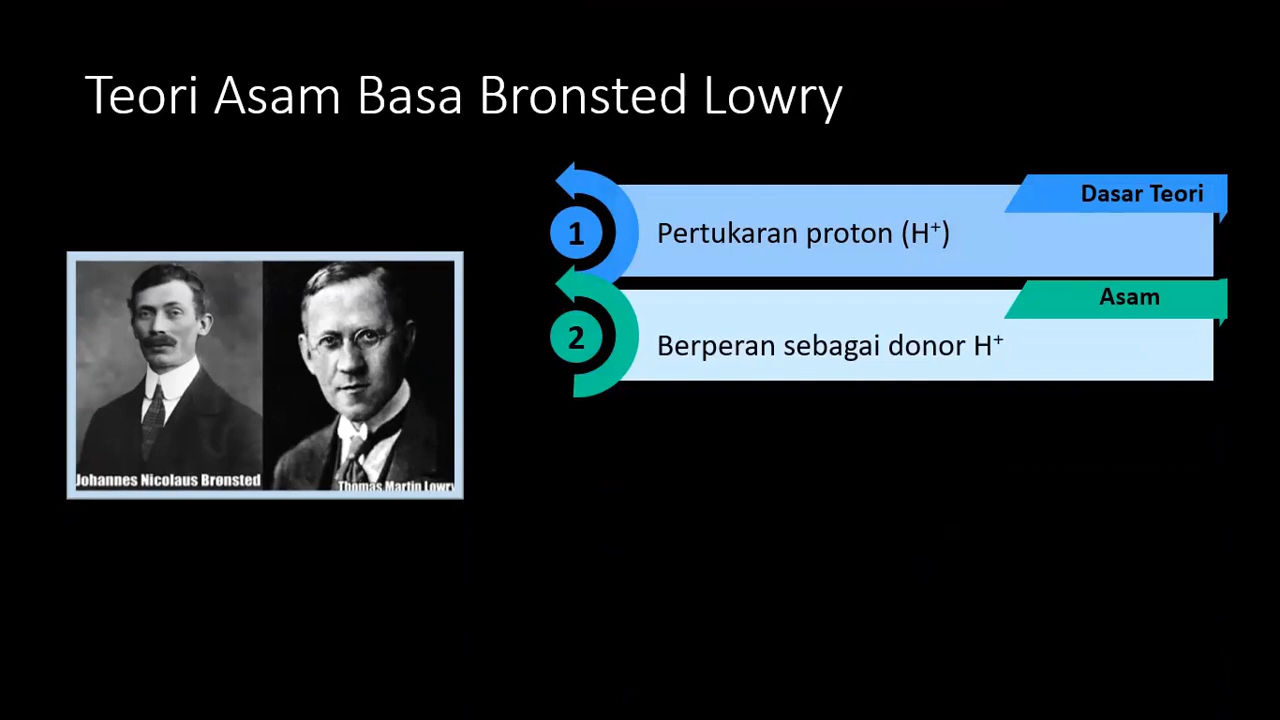 Teori Asam Basa Bronsted Lowry
Dasar Teori
1
Pertukaran proton (H⁺)
Asam
2
Berperan sebagai donor H⁺
Johannes Nicolaus Brønsted
Thomas Martin Lowry